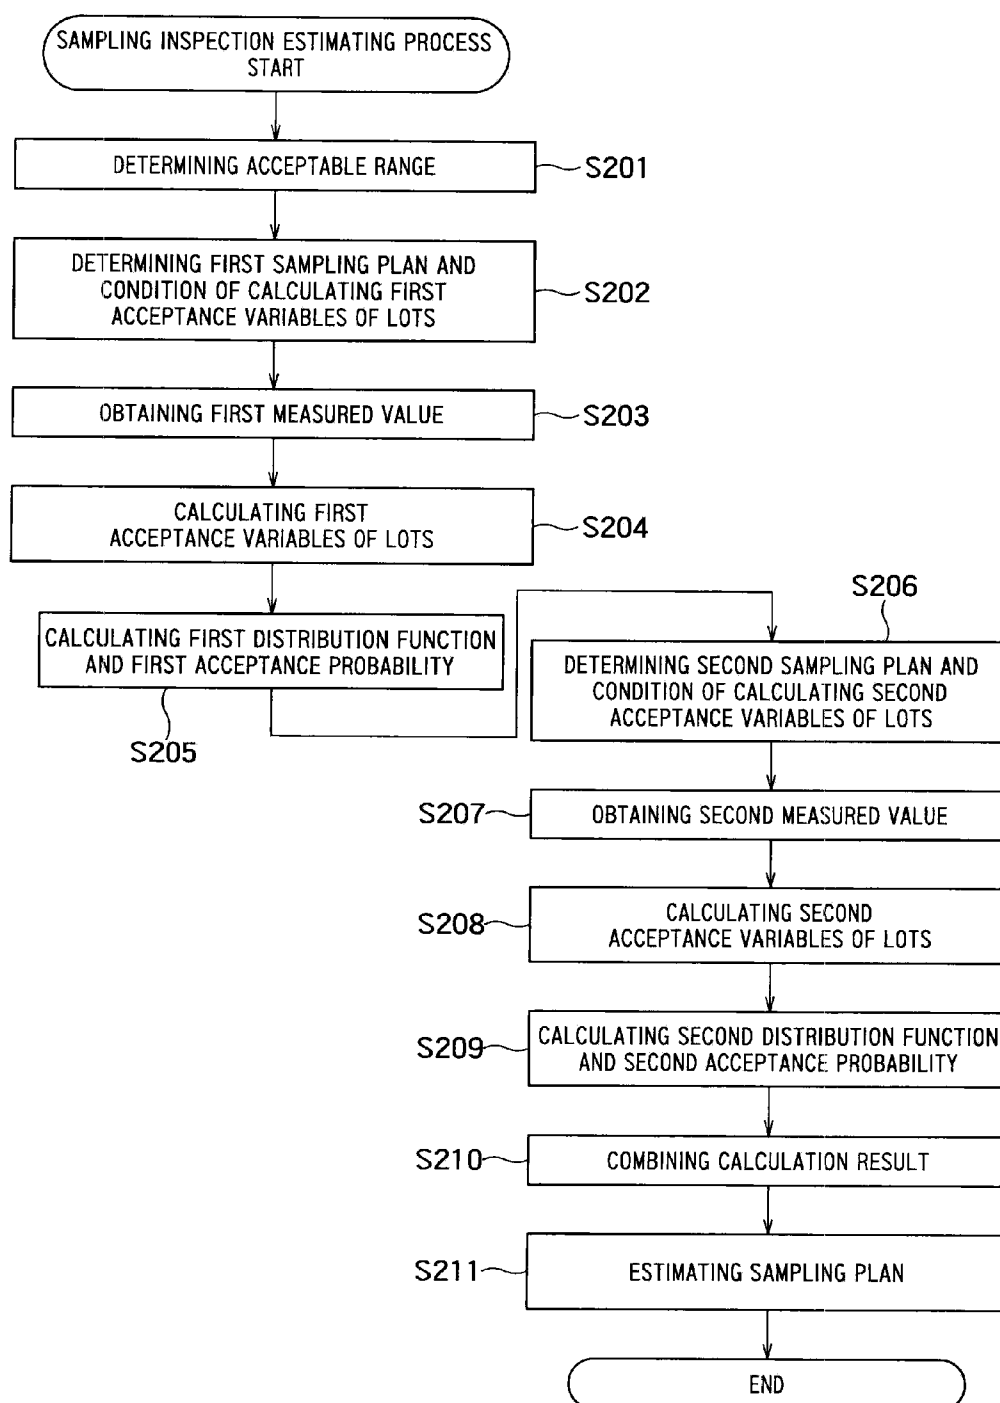 SAMPLING INSPECTION ESTIMATING PROCESS
START
DETERMINING ACCEPTABLE RANGE
S201
DETERMINING FIRST SAMPLING PLAN AND
CONDITION OF CALCULATING FIRST
ACCEPTANCE VARIABLES OF LOTS
S202
OBTAINING FIRST MEASURED VALUE
S203
CALCULATING FIRST
ACCEPTANCE VARIABLES OF LOTS
S204
CALCULATING FIRST DISTRIBUTION FUNCTION
AND FIRST ACCEPTANCE PROBABILITY
S205
S206
DETERMINING SECOND SAMPLING PLAN AND
CONDITION OF CALCULATING SECOND
ACCEPTANCE VARIABLES OF LOTS
S207
OBTAINING SECOND MEASURED VALUE
S208
CALCULATING SECOND
ACCEPTANCE VARIABLES OF LOTS
S209
CALCULATING SECOND DISTRIBUTION FUNCTION
AND SECOND ACCEPTANCE PROBABILITY
S210
COMBINING CALCULATION RESULT
S211
ESTIMATING SAMPLING PLAN
END